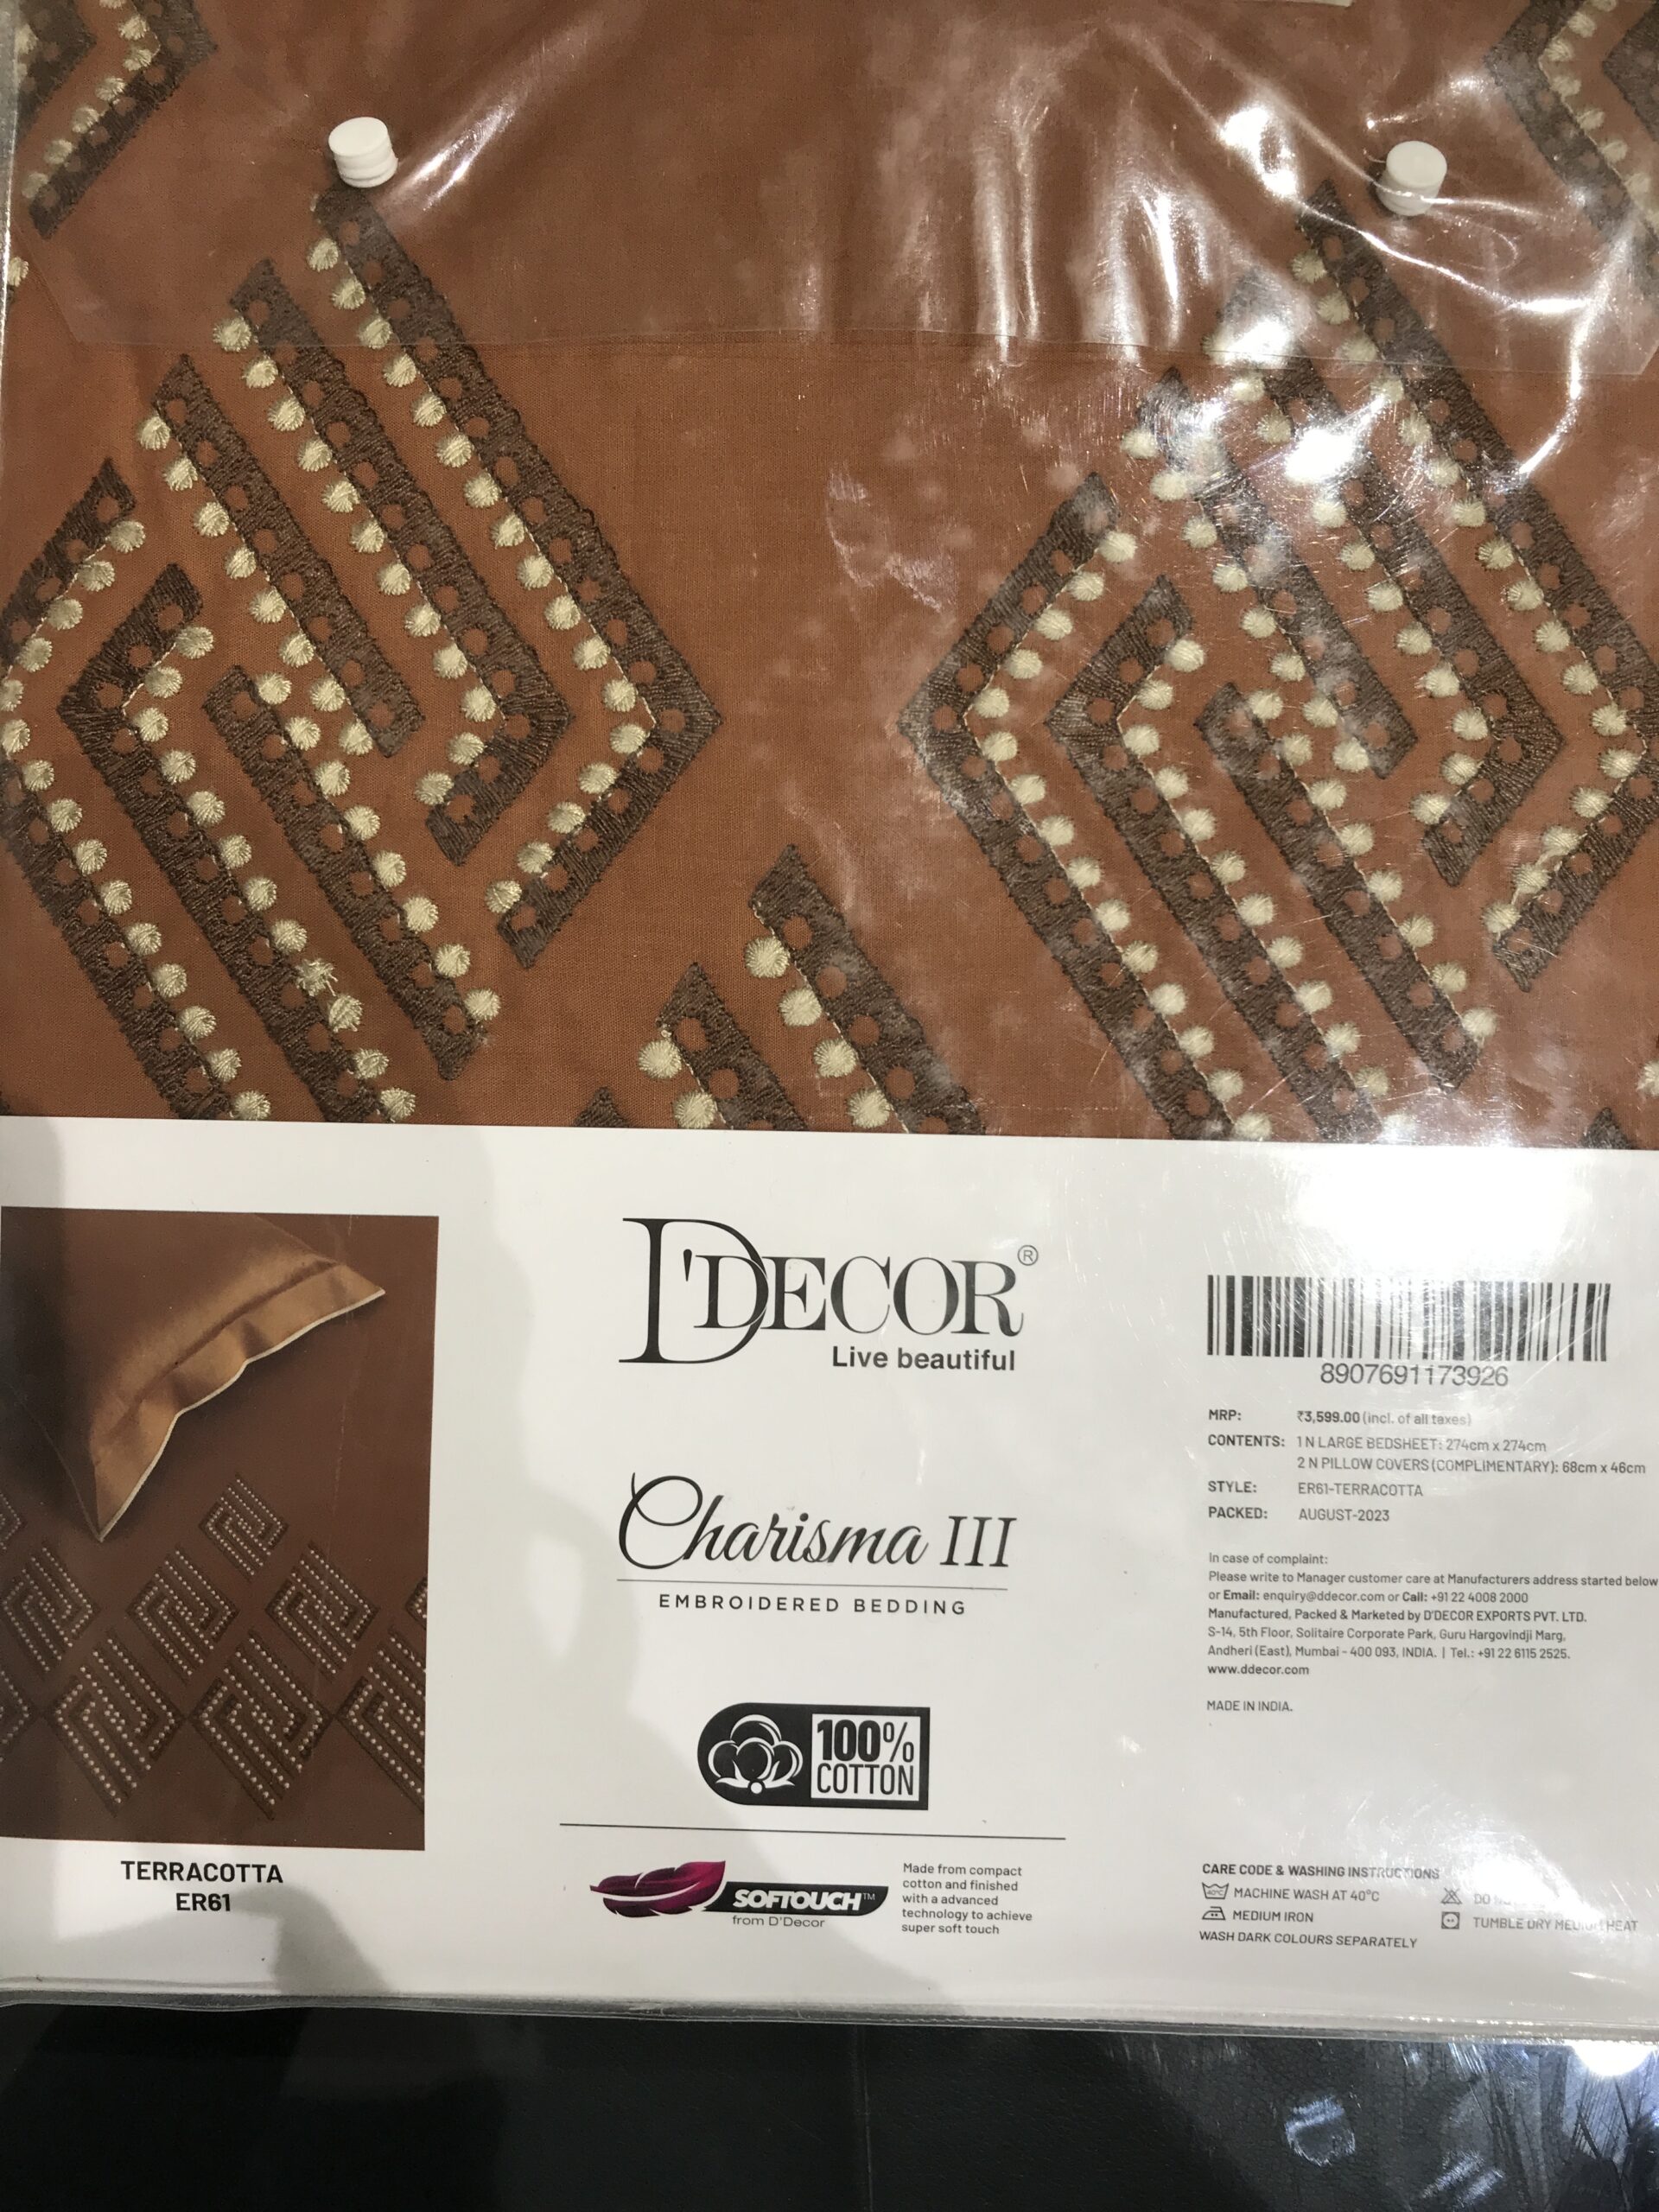 D'DECOR®
Live beautiful
Charisma III
EMBROIDERED BEDDING
100%
COTTON
SOFTOUCH™
from D'Decor
Made from compact
cotton and finished
with a advanced
technology to achieve
super soft touch
TERRACOTTA
ER61
8907691173926
MRP: ₹3,599.00 (incl. of all taxes)
CONTENTS: 1 N LARGE BEDSHEET: 274cm x 274cm
2 N PILLOW COVERS (COMPLIMENTARY): 68cm x 46cm
STYLE: ER61-TERRACOTTA
PACKED: AUGUST-2023
In case of complaint:
Please write to Manager customer care at Manufacturers address started below
or Email: enquiry@ddecor.com or Call: +91 22 4008 2000
Manufactured, Packed & Marketed by D'DECOR EXPORTS PVT. LTD.
S-14, 5th Floor, Solitaire Corporate Park, Guru Hargovindji Marg,
Andheri (East), Mumbai - 400 093, INDIA. | Tel.: +91 22 6115 2525.
www.ddecor.com
MADE IN INDIA.
CARE CODE & WASHING INSTRUCTIONS
40°C MACHINE WASH AT 40°C
DO
MEDIUM IRON
TUMBLE DRY MEDIUM HEAT
WASH DARK COLOURS SEPARATELY